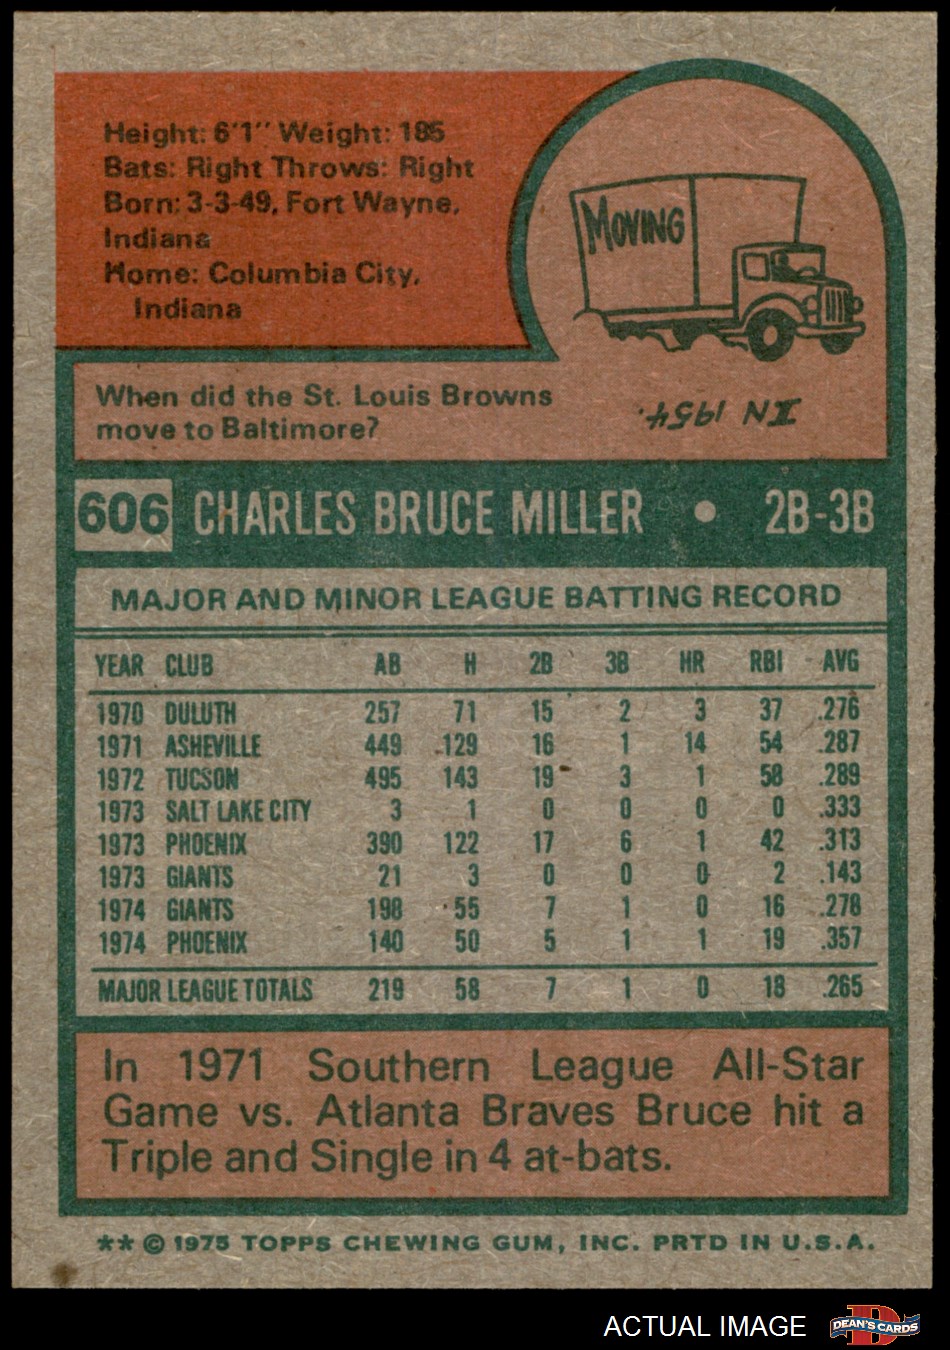 Height: 6'1" Weight: 185
Bats: Right Throws: Right
Born: 3-3-49, Fort Wayne,
Indiana
Home: Columbia City,
Indiana
MOVING
When did the St. Louis Browns
move to Baltimore?
IN 1954.
606 CHARLES BRUCE MILLER • 2B-3B
MAJOR AND MINOR LEAGUE BATTING RECORD
YEAR CLUB AB H 2B 3B HR RBI AVG
1970 DULUTH 257 71 15 2 3 37 .276
1971 ASHEVILLE 449 129 16 1 14 54 .287
1972 TUCSON 495 143 19 3 1 58 .289
1973 SALT LAKE CITY 3 1 0 0 0 0 .333
1973 PHOENIX 390 122 17 6 1 42 .313
1973 GIANTS 21 3 0 0 0 2 .143
1974 GIANTS 198 55 7 1 0 16 .278
1974 PHOENIX 140 50 5 1 1 19 .357
MAJOR LEAGUE TOTALS 219 58 7 1 0 18 .265
In 1971 Southern League All-Star
Game vs. Atlanta Braves Bruce hit a
Triple and Single in 4 at-bats.
** © 1975 TOPPS CHEWING GUM, INC. PRTD IN U.S.A.
ACTUAL IMAGE
D
DEAN'S CARDS